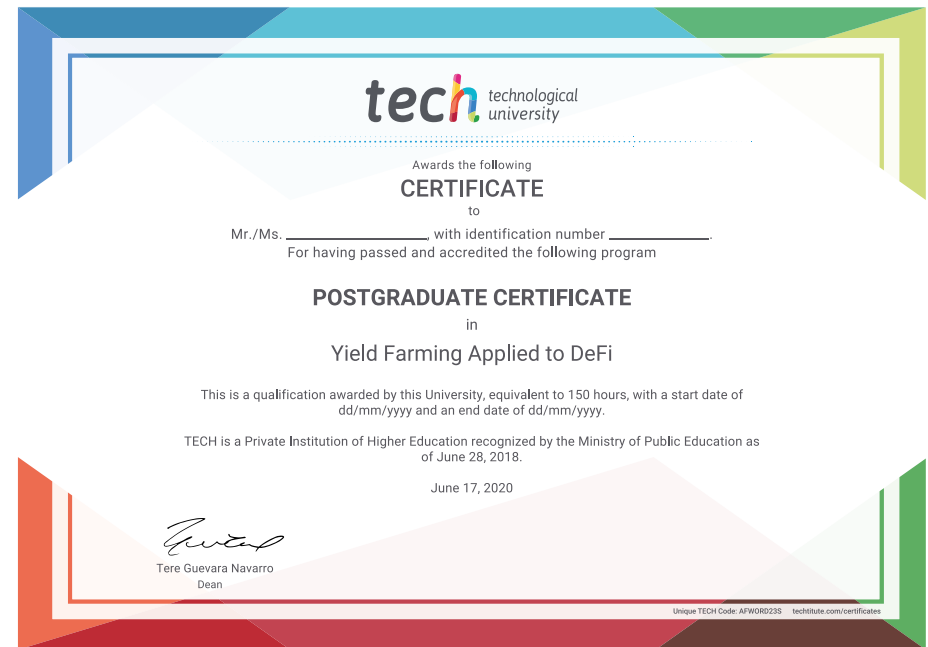 tech technological
university
Awards the following
CERTIFICATE
to
Mr./Ms. ____________________, with identification number ______________.
For having passed and accredited the following program
POSTGRADUATE CERTIFICATE
in
Yield Farming Applied to DeFi
This is a qualification awarded by this University, equivalent to 150 hours, with a start date of
dd/mm/yyyy and an end date of dd/mm/yyyy.
TECH is a Private Institution of Higher Education recognized by the Ministry of Public Education as
of June 28, 2018.
June 17, 2020
Tere Guevara Navarro
Dean
Unique TECH Code: AFWORD23S techtitute.com/certificates